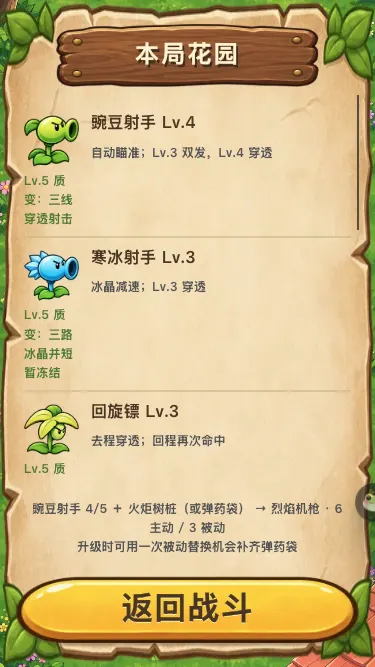 本局花园
豌豆射手 Lv.4
自动瞄准；Lv.3 双发，Lv.4 穿透
Lv.5 质
变：三线
穿透射击
寒冰射手 Lv.3
冰晶减速；Lv.3 穿透
Lv.5 质
变：三路
冰晶并短
暂冻结
回旋镖 Lv.3
去程穿透；回程再次命中
Lv.5 质
豌豆射手 4/5 + 火炬树桩（或弹药袋） → 烈焰机枪 · 6
主动 / 3 被动
升级时可用一次被动替换机会补齐弹药袋
返回战斗